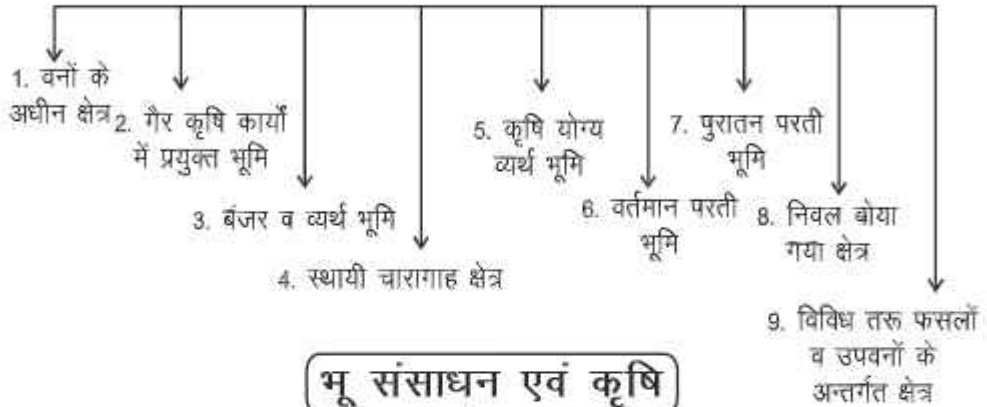 1. वनों के
अधीन क्षेत्र
2. गैर कृषि कार्यों
में प्रयुक्त भूमि
3. बंजर व व्यर्थ भूमि
4. स्थायी चारागाह क्षेत्र
5. कृषि योग्य
व्यर्थ भूमि
6. वर्तमान परती
भूमि
7. पुरातन परती
भूमि
8. निवल बोया
गया क्षेत्र
9. विविध तरू फसलों
व उपवनों के
अन्तर्गत क्षेत्र
भू संसाधन एवं कृषि